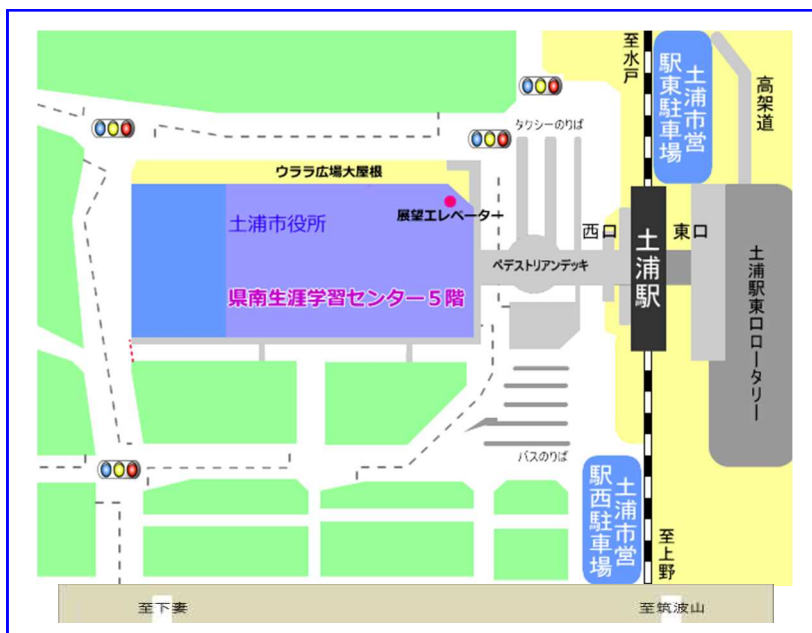 至水戸
土浦市営
駅東駐車場
高架道
タクシーのりば
ウララ広場大屋根
展望エレベーター
土浦市役所
西口
土浦駅
東口
ペデストリアンデッキ
土浦駅東口ロータリー
県南生涯学習センター５階
バスのりば
土浦市営
駅西駐車場
至上野
至下妻
至筑波山